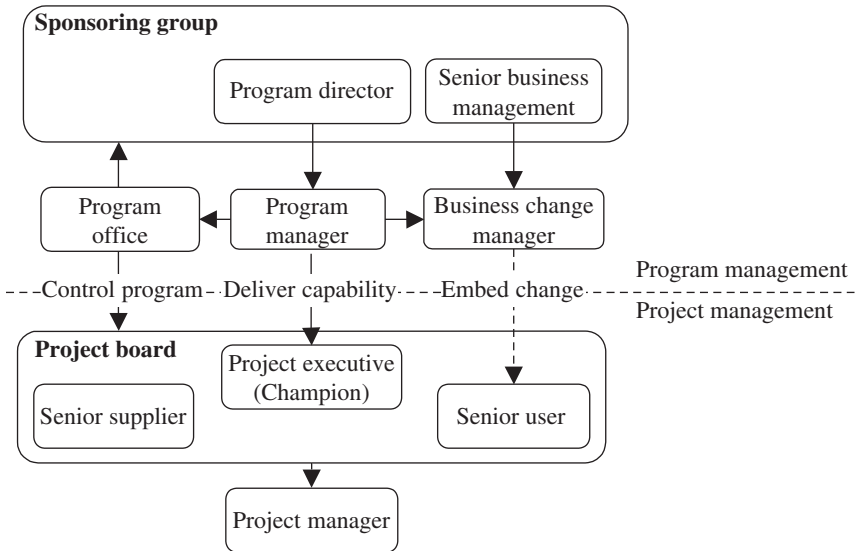 Sponsoring group
Program director
Senior business
management
Program
office
Program
manager
Business change
manager
Program management
Control program
Deliver capability
Embed change
Project management
Project board
Project executive
(Champion)
Senior supplier
Senior user
Project manager